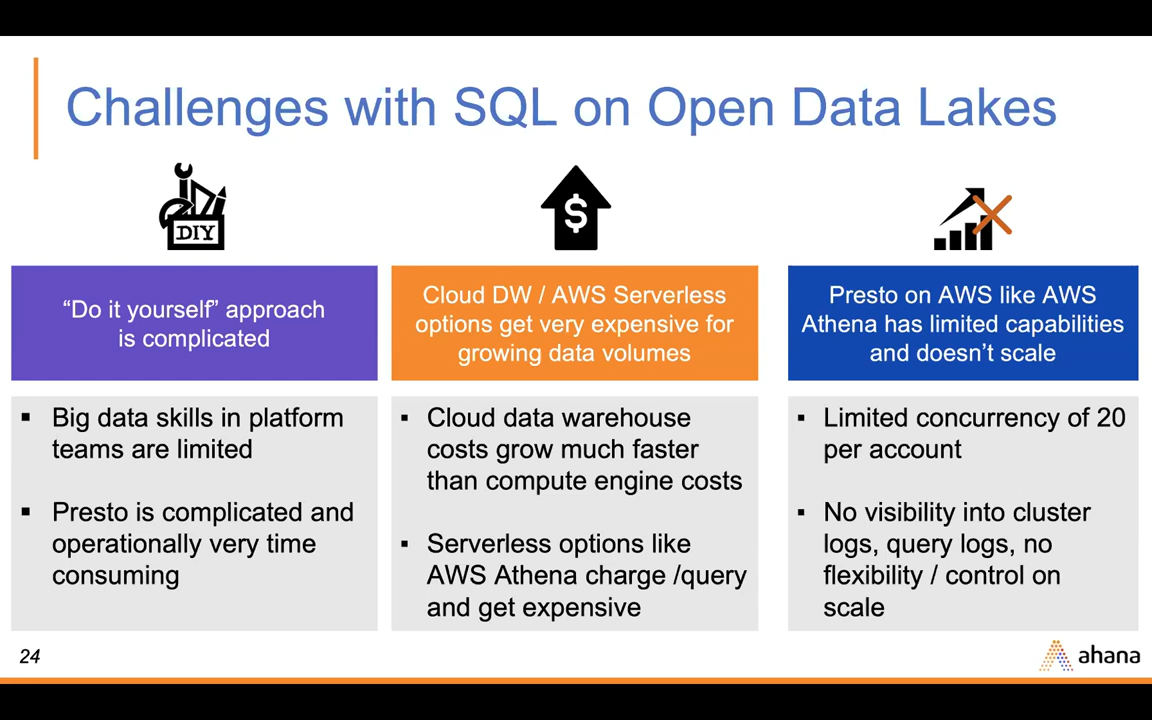 Challenges with SQL on Open Data Lakes
DIY
$
“Do it yourself” approach
is complicated
Cloud DW / AWS Serverless
options get very expensive for
growing data volumes
Presto on AWS like AWS
Athena has limited capabilities
and doesn’t scale
▪ Big data skills in platform
teams are limited
▪ Presto is complicated and
operationally very time
consuming
▪ Cloud data warehouse
costs grow much faster
than compute engine costs
▪ Serverless options like
AWS Athena charge /query
and get expensive
▪ Limited concurrency of 20
per account
▪ No visibility into cluster
logs, query logs, no
flexibility / control on
scale
24
ahana